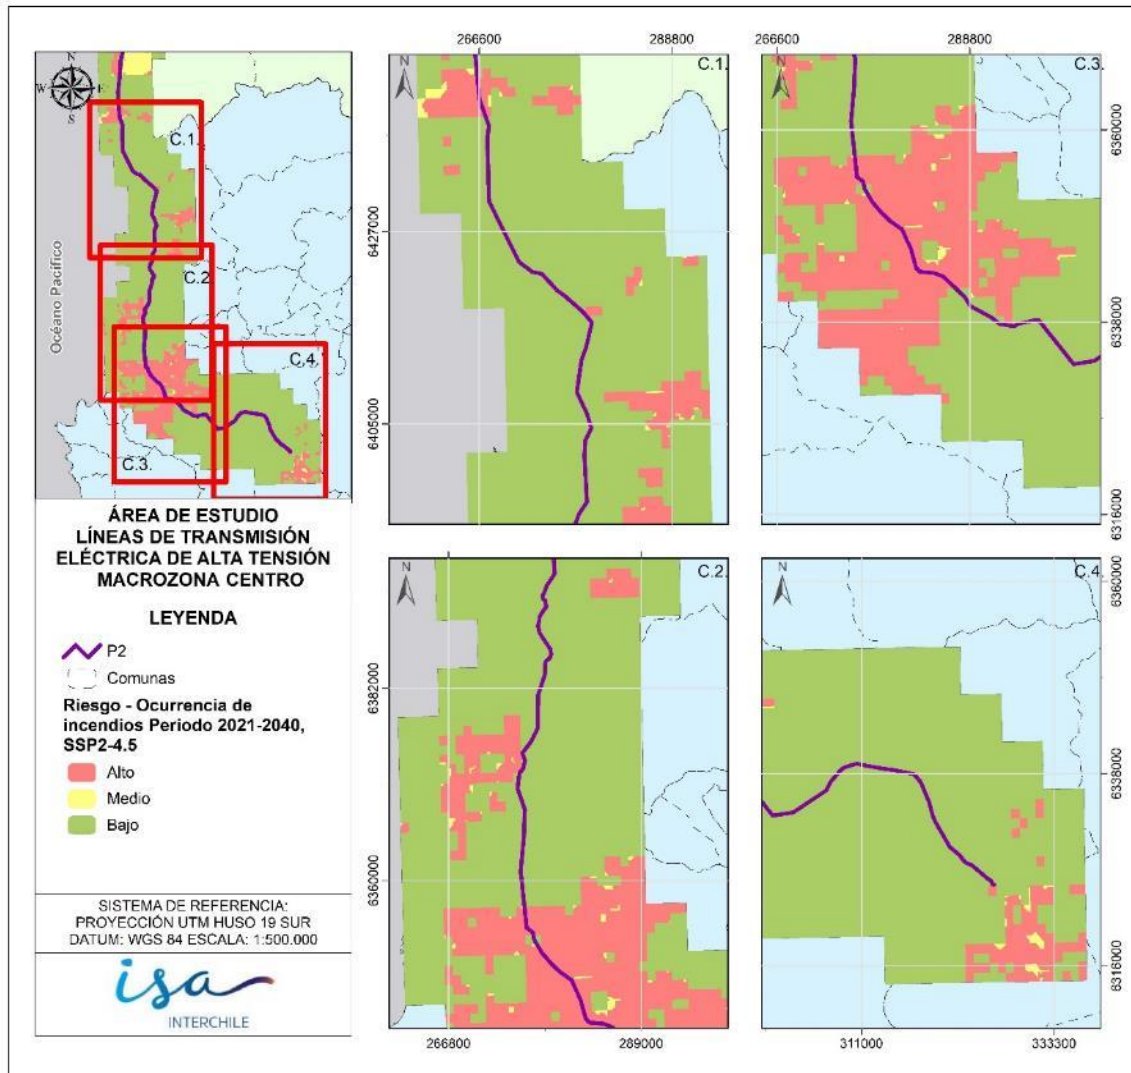 N
W
E
S
C.1.
C.2.
C.3.
C.4.
Océano Pacífico
ÁREA DE ESTUDIO
LÍNEAS DE TRANSMISIÓN
ELÉCTRICA DE ALTA TENSIÓN
MACROZONA CENTRO
LEYENDA
P2
Comunas
Riesgo - Ocurrencia de
incendios Periodo 2021-2040,
SSP2-4.5
Alto
Medio
Bajo
SISTEMA DE REFERENCIA:
PROYECCIÓN UTM HUSO 19 SUR
DATUM: WGS 84 ESCALA: 1:500.000
isa
INTERCHILE
266600
288800
N
C.1.
6427000
6405000
266600
288800
N
C.3.
6360000
6338000
6316000
N
C.2.
6382000
6360000
266800
289000
N
C.4.
6360000
6338000
6316000
311000
333300